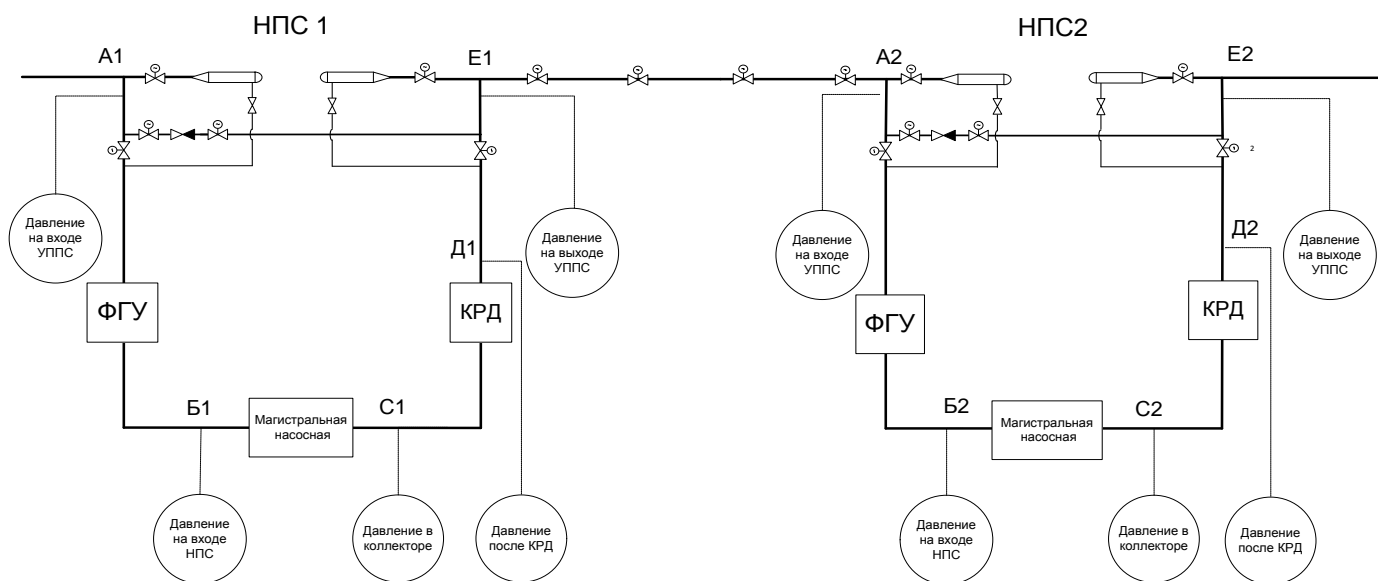 НПС 1
НПС2
А1
Е1
А2
Е2
Давление
на входе
УППС
Давление
на выходе
УППС
Давление
на входе
УППС
Давление
на выходе
УППС
2
Д1
Д2
ФГУ
КРД
ФГУ
КРД
Б1
С1
Б2
С2
Магистральная
насосная
Магистральная
насосная
Давление
на входе
НПС
Давление в
коллекторе
Давление
после КРД
Давление
на входе
НПС
Давление в
коллекторе
Давление
после КРД